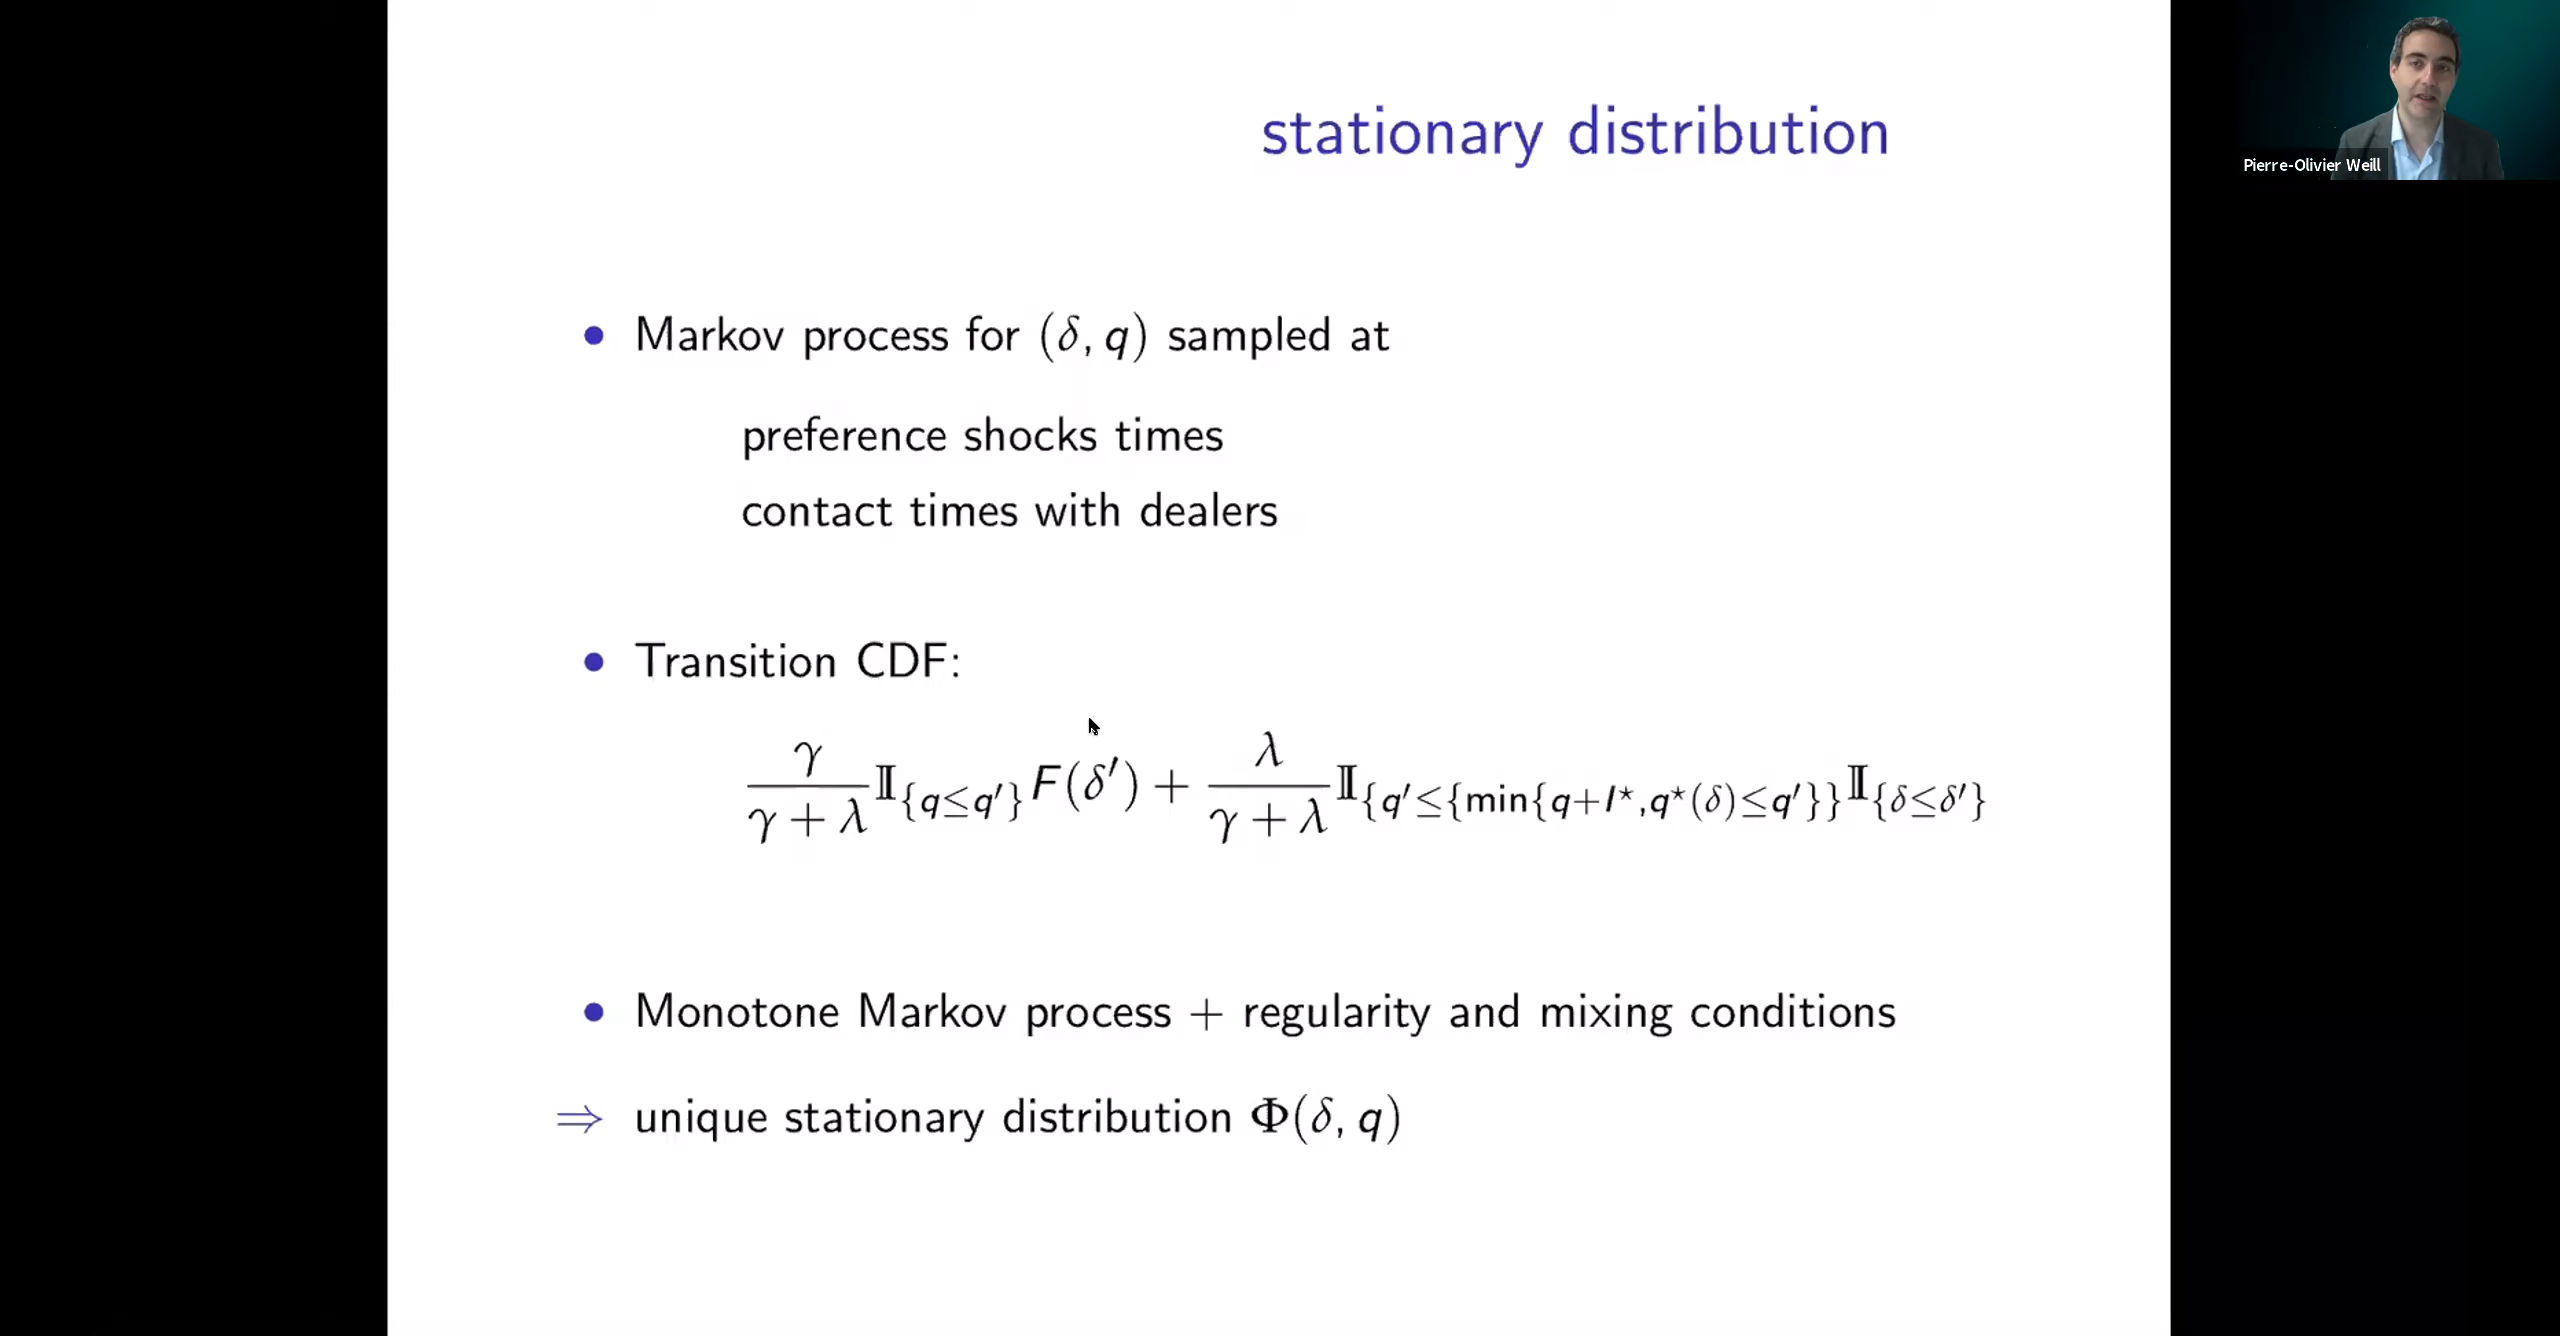 stationary distribution
Pierre-Olivier Weill
• Markov process for (δ, q) sampled at
preference shocks times
contact times with dealers
• Transition CDF:
γ/(γ + λ) 𝕀_{q≤q′} F(δ′) + λ/(γ + λ) 𝕀_{q′≤{min{q+l⋆,q⋆(δ)≤q′}} 𝕀_{δ≤δ′}
• Monotone Markov process + regularity and mixing conditions
⇒ unique stationary distribution Φ(δ, q)